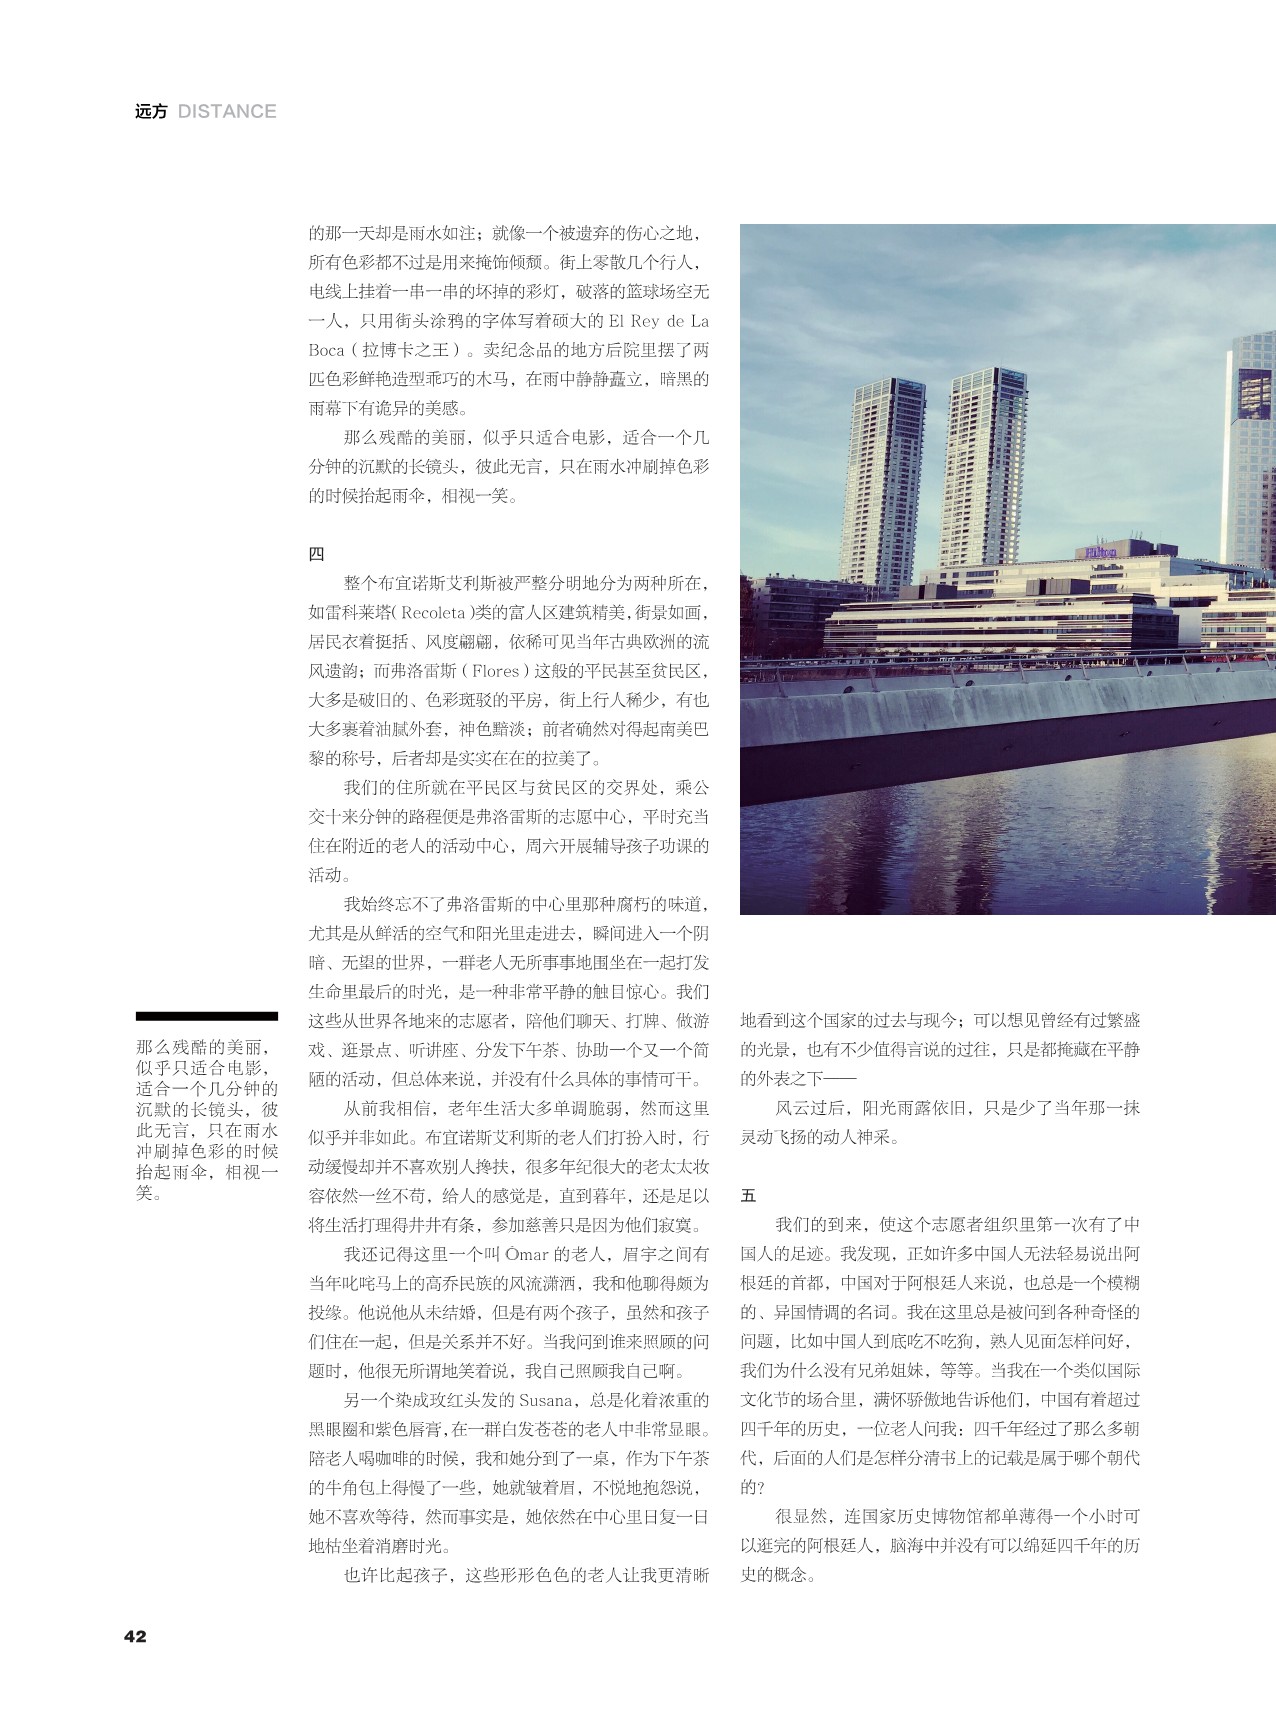 远方 DISTANCE
的那一天却是雨水如注；就像一个被遗弃的伤心之地，
所有色彩都不过是用来掩饰倾颓。街上零散几个行人，
电线上挂着一串一串的坏掉的彩灯，破落的篮球场空无
一人，只用街头涂鸦的字体写着硕大的 El Rey de La
Boca（拉博卡之王）。卖纪念品的地方后院里摆了两
匹色彩鲜艳造型乖巧的木马，在雨中静静矗立，暗黑的
雨幕下有诡异的美感。
那么残酷的美丽，似乎只适合电影，适合一个几
分钟的沉默的长镜头，彼此无言，只在雨水冲刷掉色彩
的时候抬起雨伞，相视一笑。
四
整个布宜诺斯艾利斯被严整分明地分为两种所在，
如雷科莱塔（Recoleta）类的富人区建筑精美，街景如画，
居民衣着挺括、风度翩翩，依稀可见当年古典欧洲的流
风遗韵；而弗洛雷斯（Flores）这般的平民甚至贫民区，
大多是破旧的、色彩斑驳的平房，街上行人稀少，有也
大多裹着油腻外套，神色黯淡；前者确然对得起南美巴
黎的称号，后者却是实实在在的拉美了。
我们的住所就在平民区与贫民区的交界处，乘公
交十来分钟的路程便是弗洛雷斯的志愿中心，平时充当
住在附近的老人的活动中心，周六开展辅导孩子功课的
活动。
我始终忘不了弗洛雷斯的中心里那种腐朽的味道，
尤其是从鲜活的空气和阳光里走进去，瞬间进入一个阴
暗、无望的世界，一群老人无所事事地围坐在一起打发
生命里最后的时光，是一种非常平静的触目惊心。我们
这些从世界各地来的志愿者，陪他们聊天、打牌、做游
戏、逛景点、听讲座、分发下午茶、协助一个又一个简
陋的活动，但总体来说，并没有什么具体的事情可干。
从前我相信，老年生活大多单调脆弱，然而这里
似乎并非如此。布宜诺斯艾利斯的老人们打扮入时，行
动缓慢却并不喜欢别人搀扶，很多年纪很大的老太太妆
容依然一丝不苟，给人的感觉是，直到暮年，还是足以
将生活打理得井井有条，参加慈善只是因为他们寂寞。
我还记得这里一个叫 Omar 的老人，眉宇之间有
当年叱咤马上的高乔民族的风流潇洒，我和他聊得颇为
投缘。他说他从未结婚，但是有两个孩子，虽然和孩子
们住在一起，但是关系并不好。当我问到谁来照顾的问
题时，他很无所谓地笑着说，我自己照顾我自己啊。
另一个染成玫红头发的 Susana，总是化着浓重的
黑眼圈和紫色唇膏，在一群白发苍苍的老人中非常显眼。
陪老人喝咖啡的时候，我和她分到了一桌，作为下午茶
的牛角包上得慢了一些，她就皱着眉，不悦地抱怨说，
她不喜欢等待，然而事实是，她依然在中心里日复一日
地枯坐着消磨时光。
也许比起孩子，这些形形色色的老人让我更清晰
那么残酷的美丽，
似乎只适合电影，
适合一个几分钟的
沉默的长镜头，彼
此无言，只在雨水
冲刷掉色彩的时候
抬起雨伞，相视一
笑。
Hilton
地看到这个国家的过去与现今；可以想见曾经有过繁盛
的光景，也有不少值得言说的过往，只是都掩藏在平静
的外表之下——
风云过后，阳光雨露依旧，只是少了当年那一抹
灵动飞扬的动人神采。
五
我们的到来，使这个志愿者组织里第一次有了中
国人的足迹。我发现，正如许多中国人无法轻易说出阿
根廷的首都，中国对于阿根廷人来说，也总是一个模糊
的、异国情调的名词。我在这里总是被问到各种奇怪的
问题，比如中国人到底吃不吃狗，熟人见面怎样问好，
我们为什么没有兄弟姐妹，等等。当我在一个类似国际
文化节的场合里，满怀骄傲地告诉他们，中国有着超过
四千年的历史，一位老人问我：四千年经过了那么多朝
代，后面的人们是怎样分清书上的记载是属于哪个朝代
的？
很显然，连国家历史博物馆都单薄得一个小时可
以逛完的阿根廷人，脑海中并没有可以绵延四千年的历
史的概念。
42